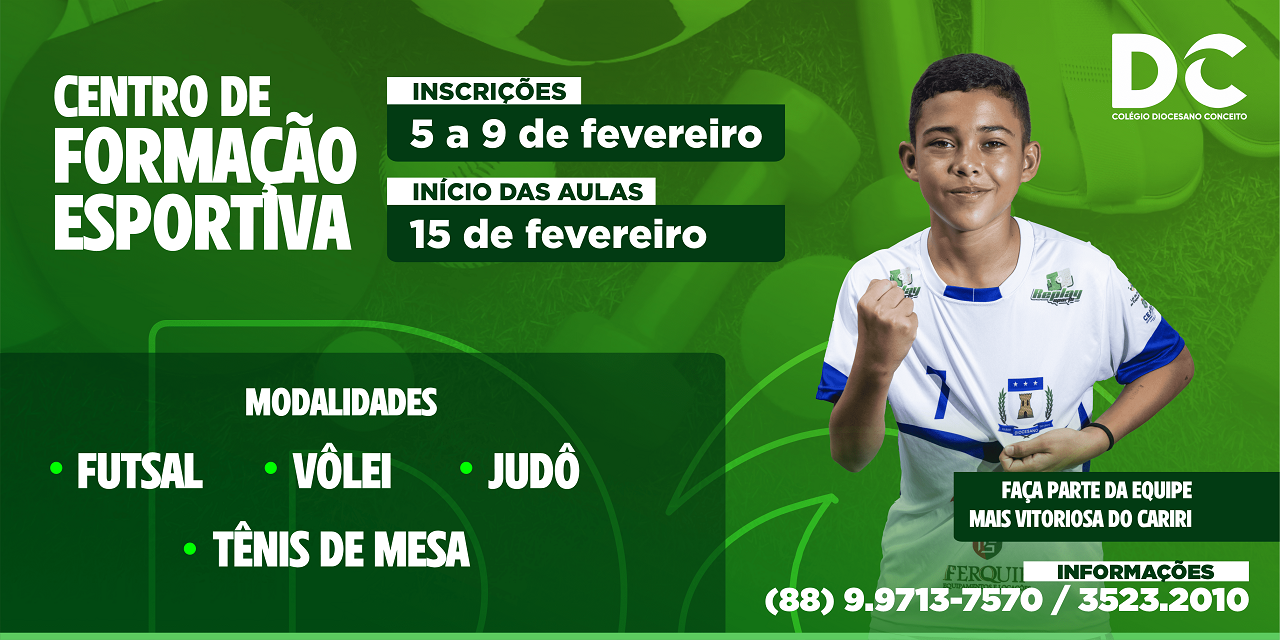 CENTRO DE
FORMAÇÃO
ESPORTIVA
INSCRIÇÕES
5 a 9 de fevereiro
INÍCIO DAS AULAS
15 de fevereiro
DC
COLÉGIO DIOCESANO CONCEITO
MODALIDADES
• FUTSAL • VÔLEI • JUDÔ
• TÊNIS DE MESA
Replay
7
DIOCESANO
FAÇA PARTE DA EQUIPE
MAIS VITORIOSA DO CARIRI
FERQUI
INFORMAÇÕES
(88) 9.9713-7570 / 3523.2010